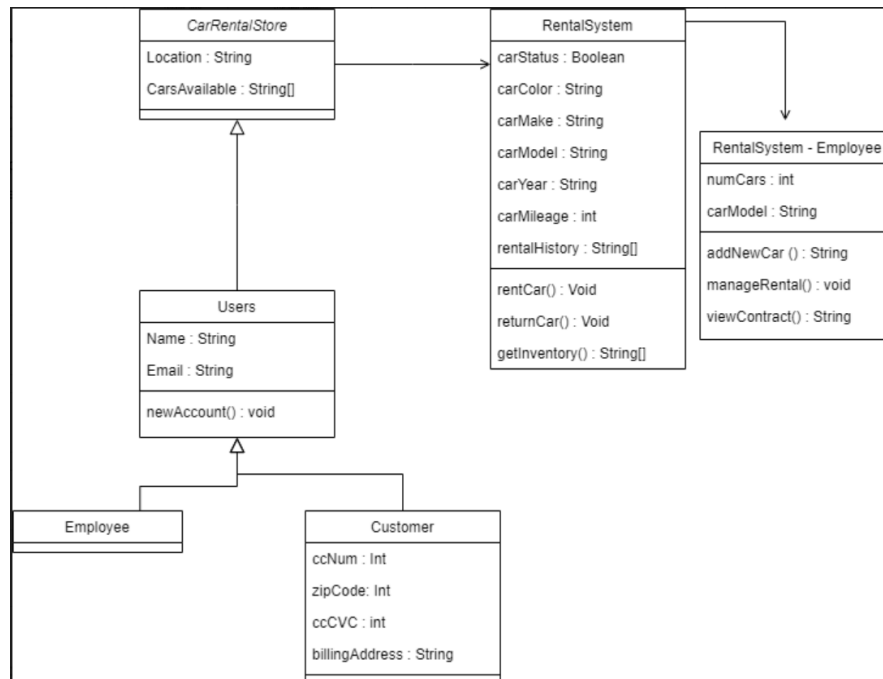 CarRentalStore
Location : String
CarsAvailable : String[]
RentalSystem
carStatus : Boolean
carColor : String
carMake : String
carModel : String
carYear : String
carMileage : int
rentalHistory : String[]
rentCar() : Void
returnCar() : Void
getInventory() : String[]
RentalSystem - Employee
numCars : int
carModel : String
addNewCar () : String
manageRental() : void
viewContract() : String
Users
Name : String
Email : String
newAccount() : void
Employee
Customer
ccNum : Int
zipCode: Int
ccCVC : int
billingAddress : String